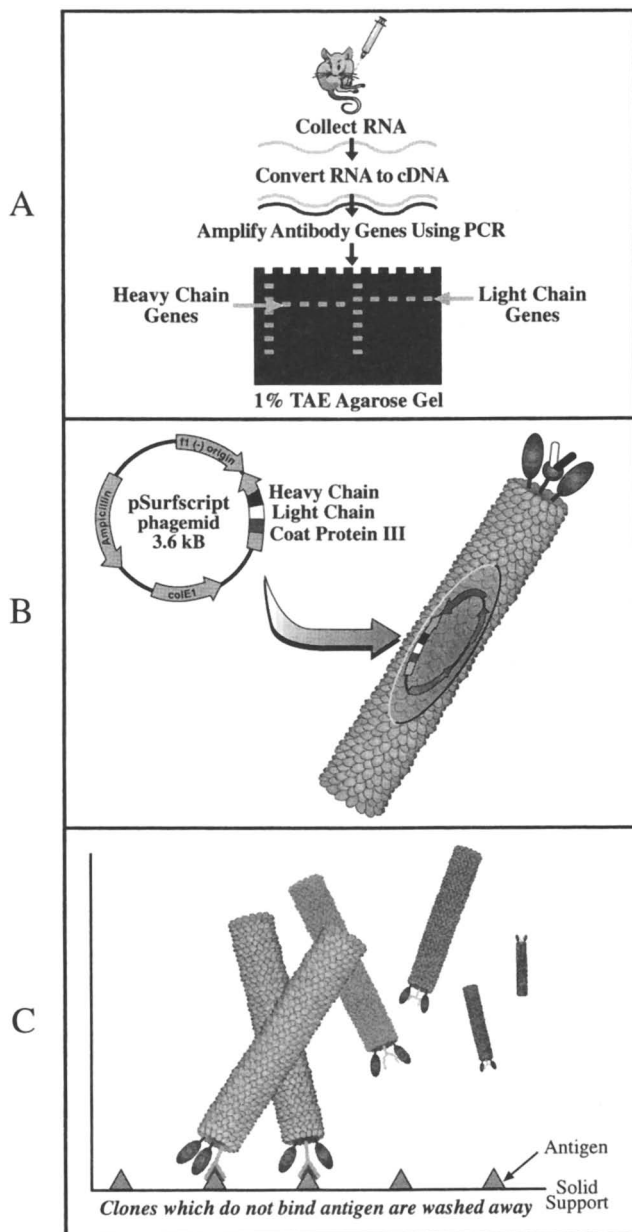 A
Collect RNA
Convert RNA to cDNA
Amplify Antibody Genes Using PCR
Heavy Chain
Genes
Light Chain
Genes
1% TAE Agarose Gel
B
f1 (-) origin
Ampicillin
pSurfscript
phagemid
3.6 kB
colE1
Heavy Chain
Light Chain
Coat Protein III
C
Antigen
Solid
Support
Clones which do not bind antigen are washed away